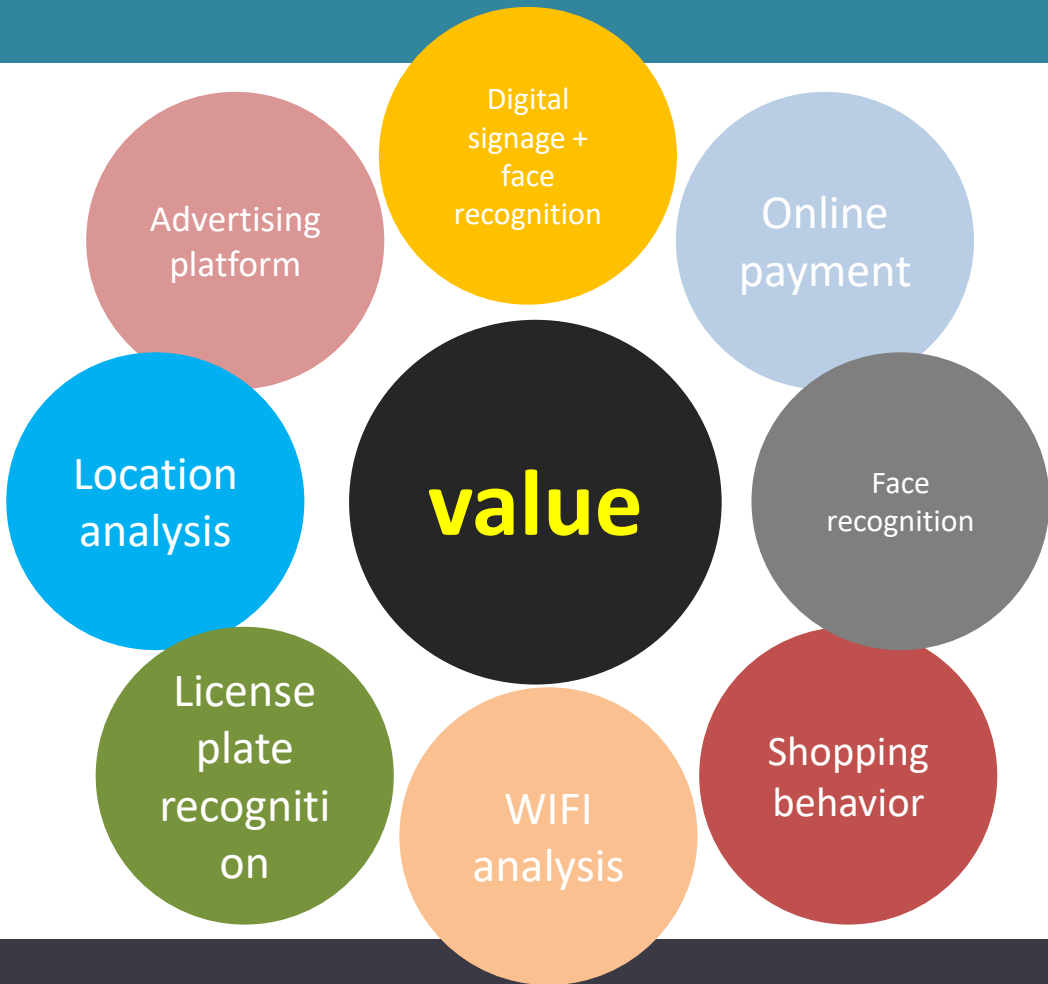 Digital
signage +
face
recognition
Advertising
platform
Online
payment
Location
analysis
value
Face
recognition
License
plate
recogniti
on
WIFI
analysis
Shopping
behavior